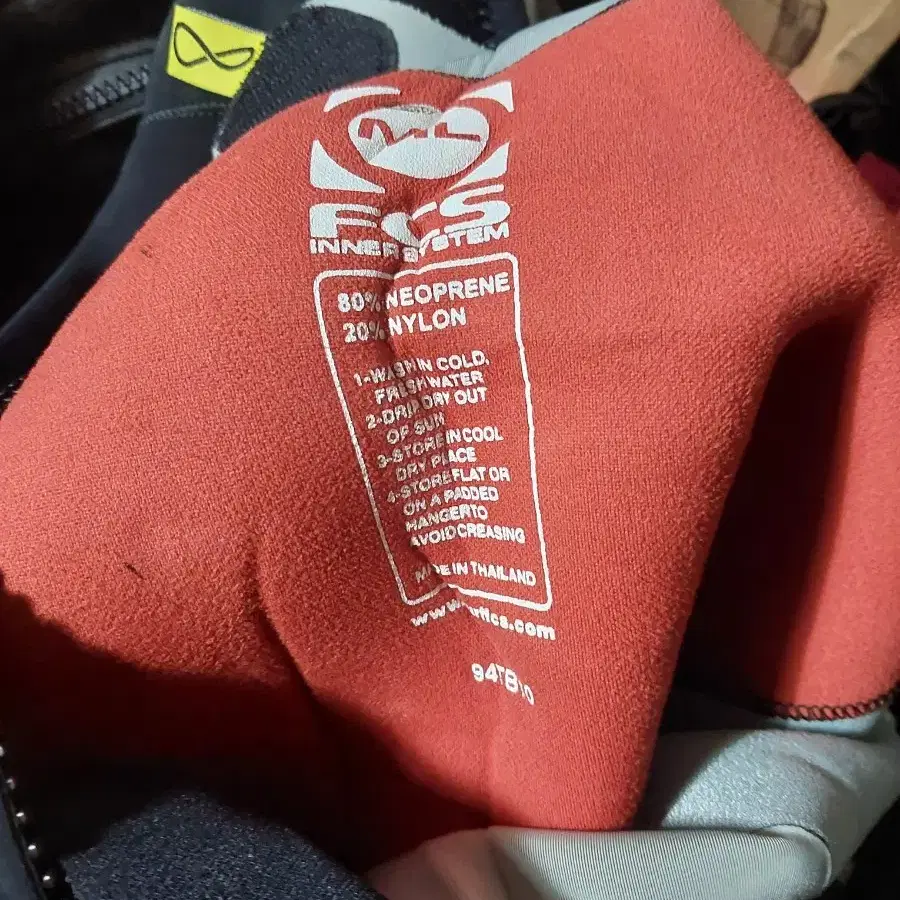 ML
FCS
INNER SYSTEM
80% NEOPRENE
20% NYLON
1-WASH IN COLD,
FRESH WATER
2-DRIP DRY OUT
OF SUN
3-STORE IN COOL
DRY PLACE
4-STORE FLAT OR
ON A PADDED
HANGER TO
AVOID CREASING
MADE IN THAILAND